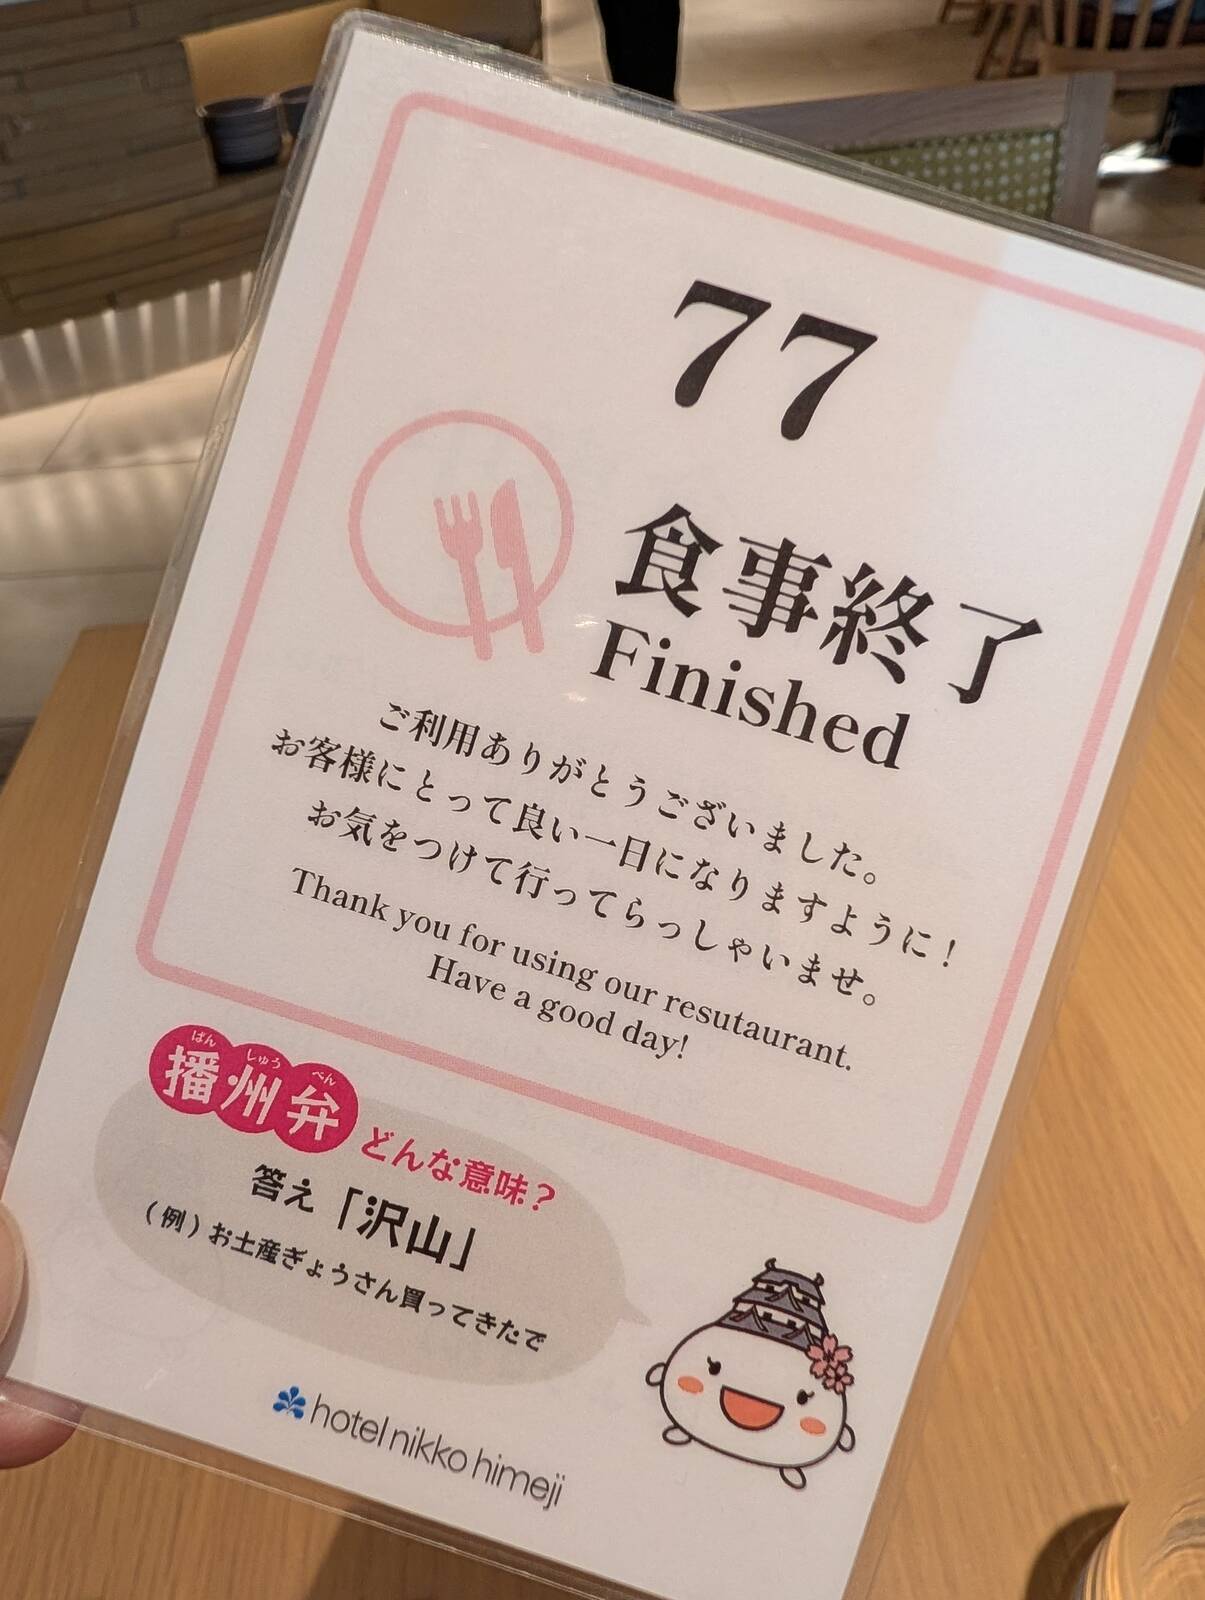 77
食事終了
Finished
ご利用ありがとうございました。
お客様にとって良い一日になりますように！
お気をつけて行ってらっしゃいませ。
Thank you for using our resutaurant.
Have a good day!
ばん しゅう べん
播州弁
どんな意味？
答え「沢山」
(例)お土産ぎょうさん買ってきたで
hotel nikko himeji